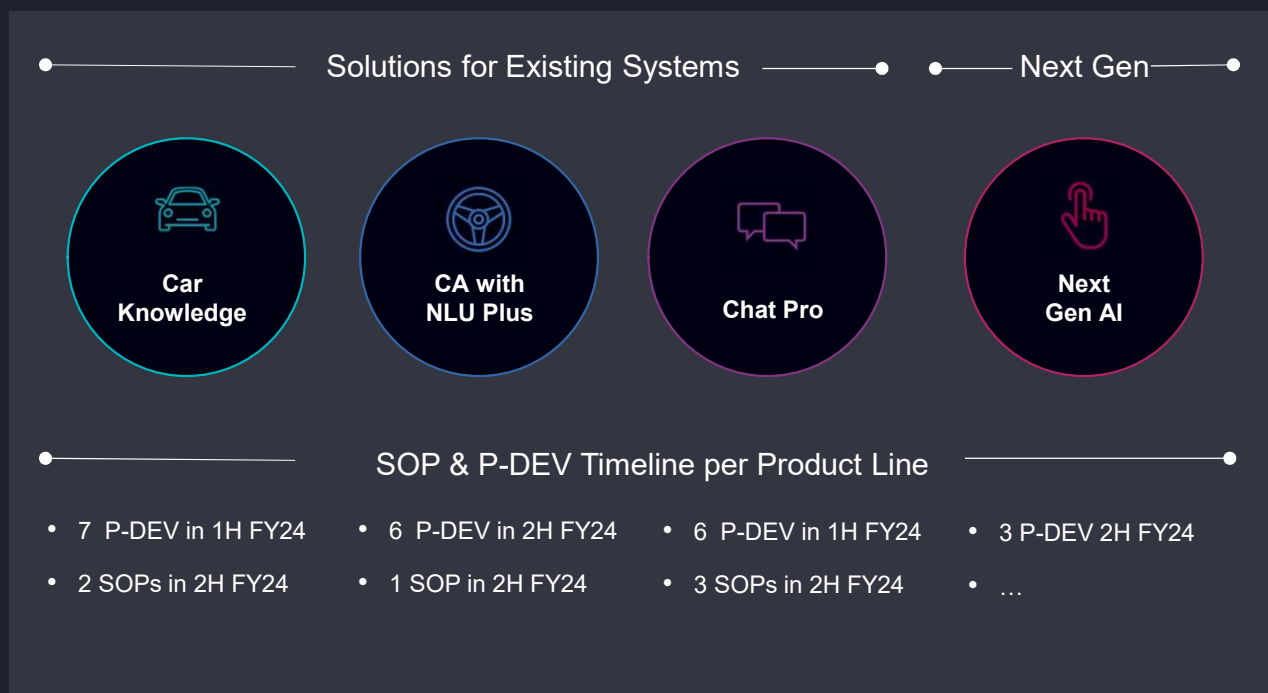 Solutions for Existing Systems
Next Gen
Car
Knowledge
CA with
NLU Plus
Chat Pro
Next
Gen AI
SOP & P-DEV Timeline per Product Line
• 7 P-DEV in 1H FY24
• 2 SOPs in 2H FY24
• 6 P-DEV in 2H FY24
• 1 SOP in 2H FY24
• 6 P-DEV in 1H FY24
• 3 SOPs in 2H FY24
• 3 P-DEV 2H FY24
• …